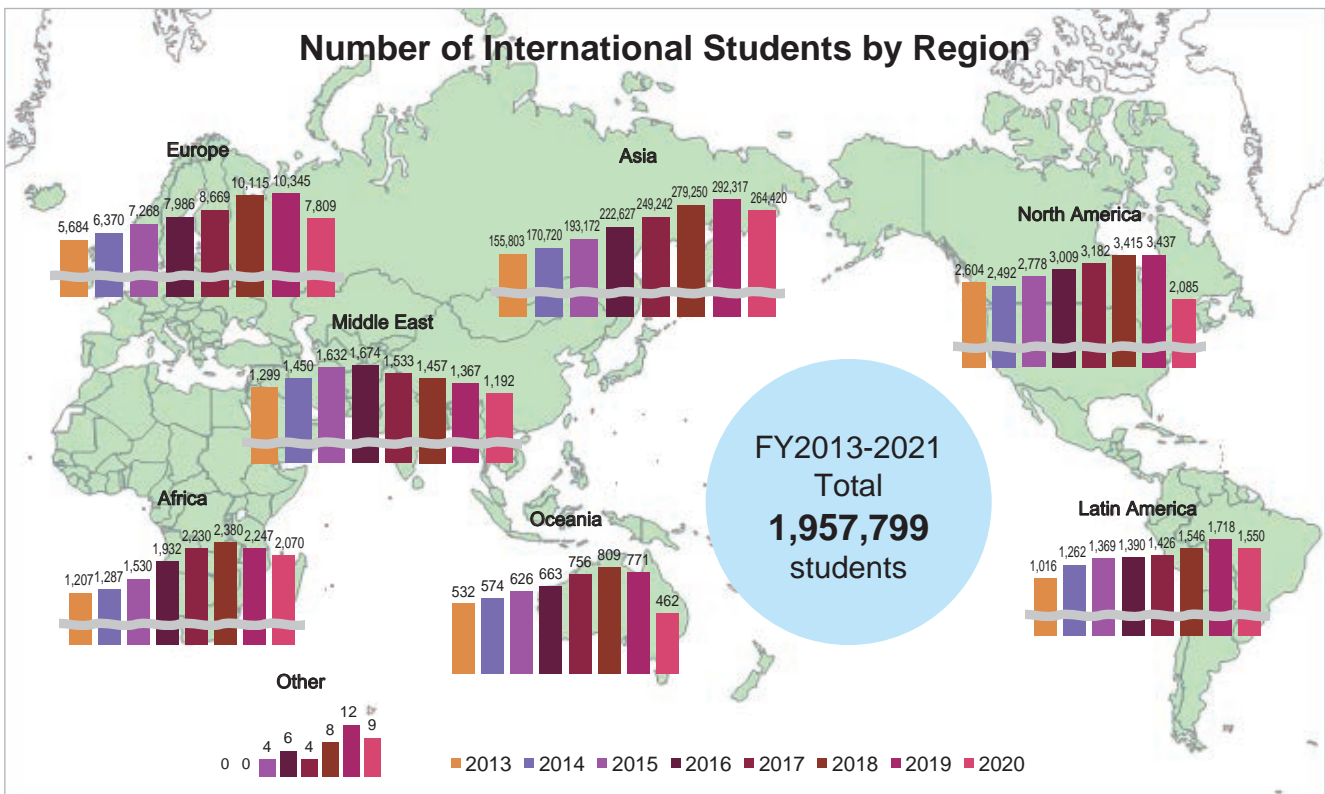 Number of International Students by Region
Europe
5,684 6,370 7,268 7,986 8,669 10,115 10,345 7,809
Asia
155,803 170,720 193,172 222,627 249,242 279,250 292,317 264,420
North America
2,604 2,492 2,778 3,009 3,182 3,415 3,437 2,085
Middle East
1,299 1,450 1,632 1,674 1,533 1,457 1,367 1,192
FY2013-2021
Total
1,957,799
students
Africa
1,207 1,287 1,530 1,932 2,230 2,380 2,247 2,070
Oceania
532 574 626 663 756 809 771 462
Latin America
1,016 1,262 1,369 1,390 1,426 1,546 1,718 1,550
Other
0 0 4 6 4 8 12 9
2013 2014 2015 2016 2017 2018 2019 2020